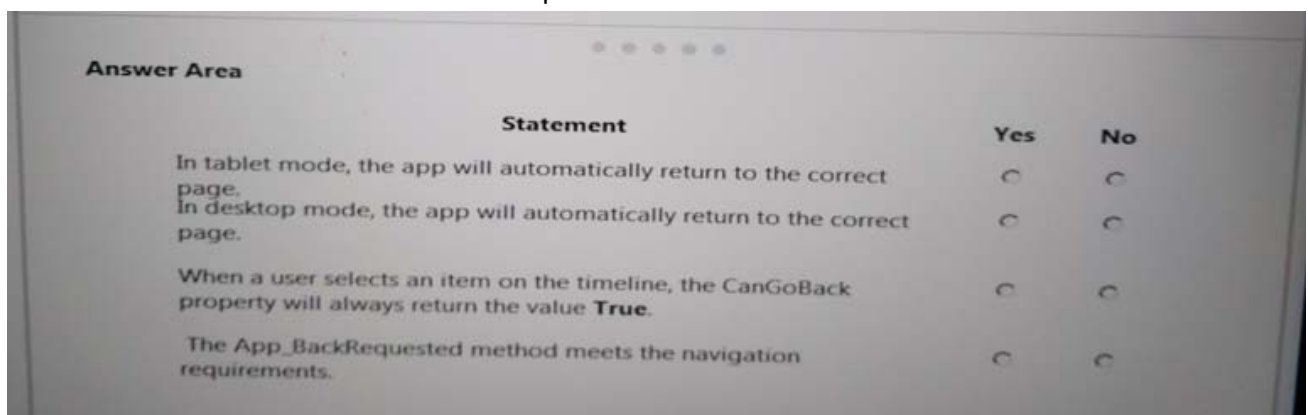 Answer Area
Statement Yes No
In tablet mode, the app will automatically return to the correct
page.
In desktop mode, the app will automatically return to the correct
page.
When a user selects an item on the timeline, the CanGoBack
property will always return the value True.
The App_BackRequested method meets the navigation
requirements.